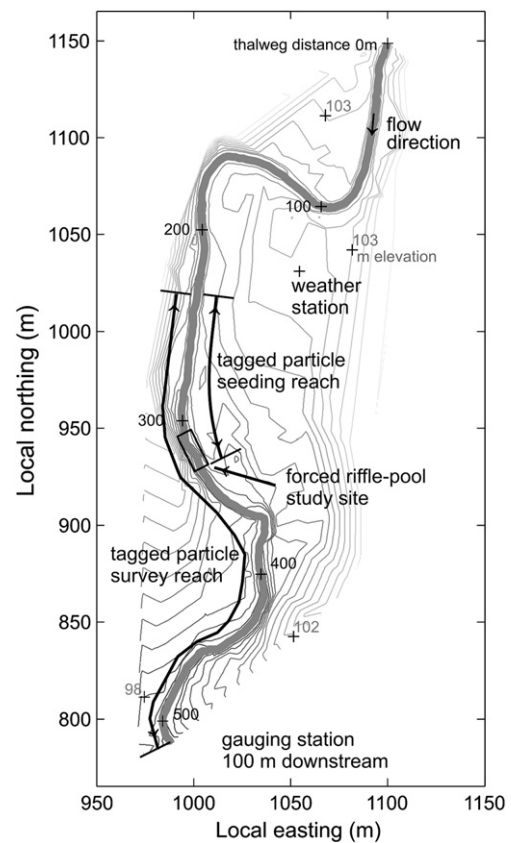 1150
thalweg distance 0m
103
flow
direction
1100
100
1050
200
103
m elevation
weather
station
1000
tagged particle
seeding reach
Local northing (m)
950
300
forced riffle-pool
study site
900
tagged particle
survey reach
400
850
102
98
800
500
gauging station
100 m downstream
950
1000
1050
1100
1150
Local easting (m)